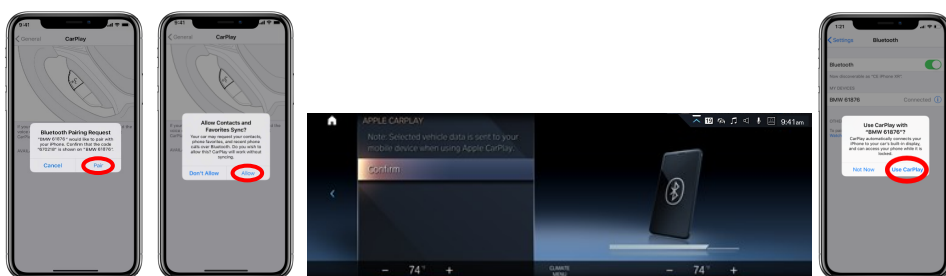 9:41
General
CarPlay
Bluetooth Pairing Request
"BMW 61876" would like to pair with
your iPhone. Confirm that the code
"672216" is shown on "BMW 61876".
Cancel
Pair
9:41
General
CarPlay
Allow Contacts and
Favorites Sync?
Your car may request your contacts,
phone favorites, and recent phone
calls over Bluetooth. Do you wish to
allow this? CarPlay will work without
syncing.
Don't Allow
Allow
APPLE CARPLAY
19
9:41am
Note: Selected vehicle data is sent to your
mobile device when using Apple CarPlay.
Confirm
- 74° +
CLIMATE
MENU
- 74° +
1:21
Settings
Bluetooth
Bluetooth
MY DEVICES
BMW 61876
Connected
Use CarPlay with
"BMW 61876"?
CarPlay automatically connects your
iPhone to your car's built-in display,
and can access your phone while it is
locked.
Not Now
Use CarPlay